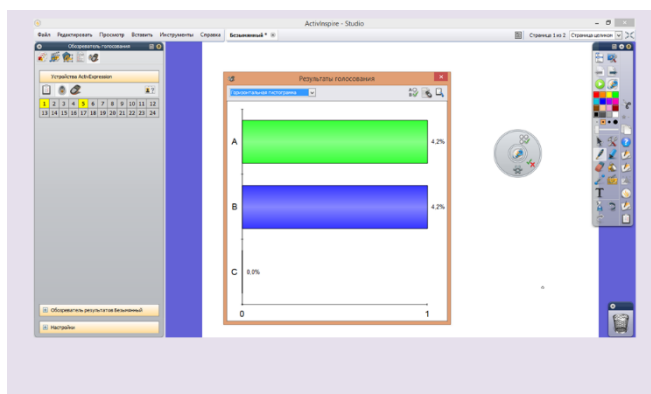 ActivInspire - Studio
Файл Редактировать Просмотр Вставить Инструменты Справка Безымянный* Страница 1 из 2 Страница целиком
Обозреватель голосования
Устройства ActivExpression
1 2 3 4 5 6 7 8 9 10 11 12
13 14 15 16 17 18 19 20 21 22 23 24
Результаты голосования
Горизонтальная гистограмма
A 4,2%
B 4,2%
C 0,0%
0 1
Обозреватель результатов Безымянный
Настройки